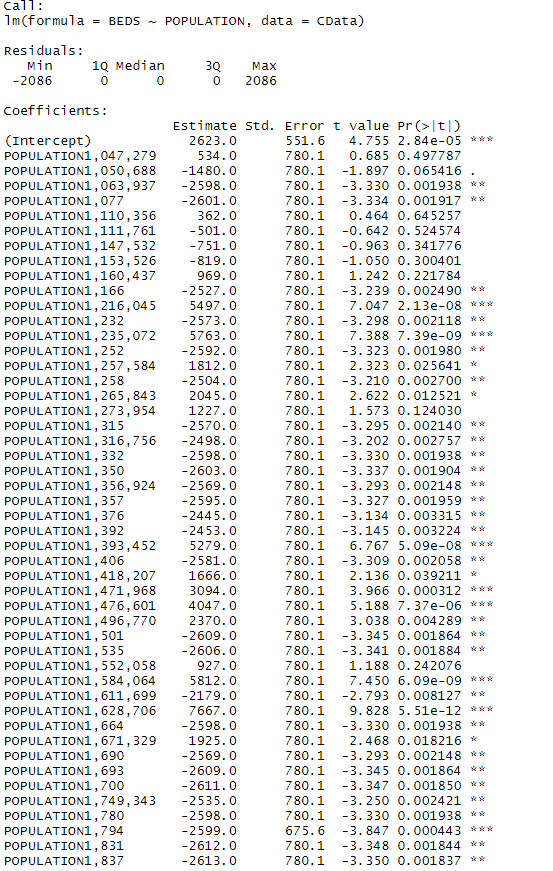 Call:
lm(formula = BEDS ~ POPULATION, data = CData)
Residuals:
Min 1Q Median 3Q Max
-2086 0 0 0 2086
Coefficients:
Estimate Std. Error t value Pr(>|t|)
(Intercept) 2623.0 551.6 4.755 2.84e-05 ***
POPULATION1,047,279 534.0 780.1 0.685 0.497787
POPULATION1,050,688 -1480.0 780.1 -1.897 0.065416 .
POPULATION1,063,937 -2598.0 780.1 -3.330 0.001938 **
POPULATION1,077 -2601.0 780.1 -3.334 0.001917 **
POPULATION1,110,356 362.0 780.1 0.464 0.645257
POPULATION1,111,761 -501.0 780.1 -0.642 0.524574
POPULATION1,147,532 -751.0 780.1 -0.963 0.341776
POPULATION1,153,526 -819.0 780.1 -1.050 0.300401
POPULATION1,160,437 969.0 780.1 1.242 0.221784
POPULATION1,166 -2527.0 780.1 -3.239 0.002490 **
POPULATION1,216,045 5497.0 780.1 7.047 2.13e-08 ***
POPULATION1,232 -2573.0 780.1 -3.298 0.002118 **
POPULATION1,235,072 5763.0 780.1 7.388 7.39e-09 ***
POPULATION1,252 -2592.0 780.1 -3.323 0.001980 **
POPULATION1,257,584 1812.0 780.1 2.323 0.025641 *
POPULATION1,258 -2504.0 780.1 -3.210 0.002700 **
POPULATION1,265,843 2045.0 780.1 2.622 0.012521 *
POPULATION1,273,954 1227.0 780.1 1.573 0.124030
POPULATION1,315 -2570.0 780.1 -3.295 0.002140 **
POPULATION1,316,756 -2498.0 780.1 -3.202 0.002757 **
POPULATION1,332 -2598.0 780.1 -3.330 0.001938 **
POPULATION1,350 -2603.0 780.1 -3.337 0.001904 **
POPULATION1,356,924 -2569.0 780.1 -3.293 0.002148 **
POPULATION1,357 -2595.0 780.1 -3.327 0.001959 **
POPULATION1,376 -2445.0 780.1 -3.134 0.003315 **
POPULATION1,392 -2453.0 780.1 -3.145 0.003224 **
POPULATION1,393,452 5279.0 780.1 6.767 5.09e-08 ***
POPULATION1,406 -2581.0 780.1 -3.309 0.002058 **
POPULATION1,418,207 1666.0 780.1 2.136 0.039211 *
POPULATION1,471,968 3094.0 780.1 3.966 0.000312 ***
POPULATION1,476,601 4047.0 780.1 5.188 7.37e-06 ***
POPULATION1,496,770 2370.0 780.1 3.038 0.004289 **
POPULATION1,501 -2609.0 780.1 -3.345 0.001864 **
POPULATION1,535 -2606.0 780.1 -3.341 0.001884 **
POPULATION1,552,058 927.0 780.1 1.188 0.242076
POPULATION1,584,064 5812.0 780.1 7.450 6.09e-09 ***
POPULATION1,611,699 -2179.0 780.1 -2.793 0.008127 **
POPULATION1,628,706 7667.0 780.1 9.828 5.51e-12 ***
POPULATION1,664 -2598.0 780.1 -3.330 0.001938 **
POPULATION1,671,329 1925.0 780.1 2.468 0.018216 *
POPULATION1,690 -2569.0 780.1 -3.293 0.002148 **
POPULATION1,693 -2609.0 780.1 -3.345 0.001864 **
POPULATION1,700 -2611.0 780.1 -3.347 0.001850 **
POPULATION1,749,343 -2535.0 780.1 -3.250 0.002421 **
POPULATION1,780 -2598.0 780.1 -3.330 0.001938 **
POPULATION1,794 -2599.0 675.6 -3.847 0.000443 ***
POPULATION1,831 -2612.0 780.1 -3.348 0.001844 **
POPULATION1,837 -2613.0 780.1 -3.350 0.001837 **